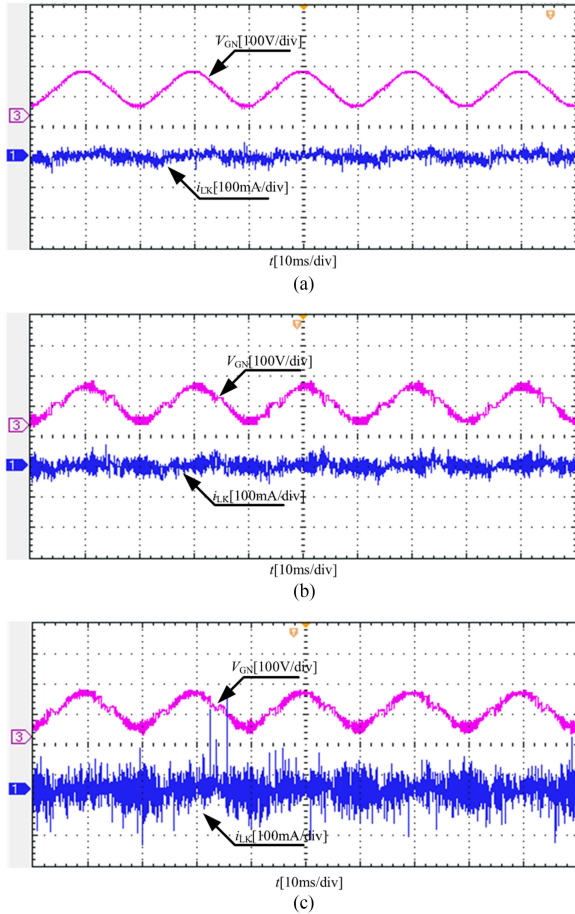 V_GN[100V/div]
3
1
i_LK[100mA/div]
t[10ms/div]
(a)
V_GN[100V/div]
3
1
i_LK[100mA/div]
t[10ms/div]
(b)
V_GN[100V/div]
3
1
i_LK[100mA/div]
t[10ms/div]
(c)